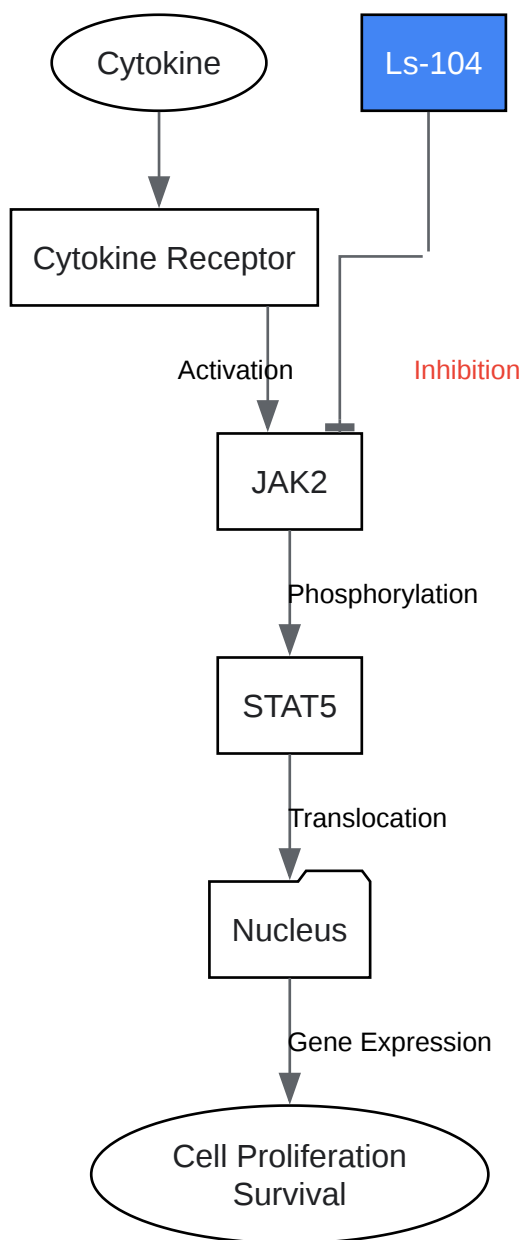 Cytokine
Ls-104
Cytokine Receptor
Activation
Inhibition
JAK2
Phosphorylation
STAT5
Translocation
Nucleus
Gene Expression
Cell Proliferation
Survival